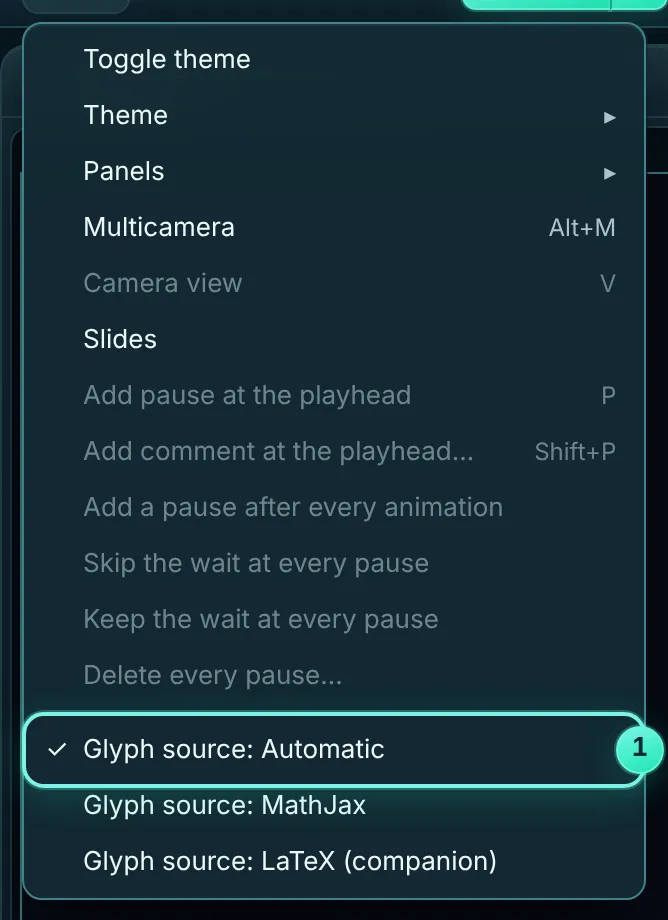 Toggle theme
Theme ▸
Panels ▸
Multicamera Alt+M
Camera view V
Slides
Add pause at the playhead P
Add comment at the playhead... Shift+P
Add a pause after every animation
Skip the wait at every pause
Keep the wait at every pause
Delete every pause...
✓ Glyph source: Automatic 1
Glyph source: MathJax
Glyph source: LaTeX (companion)